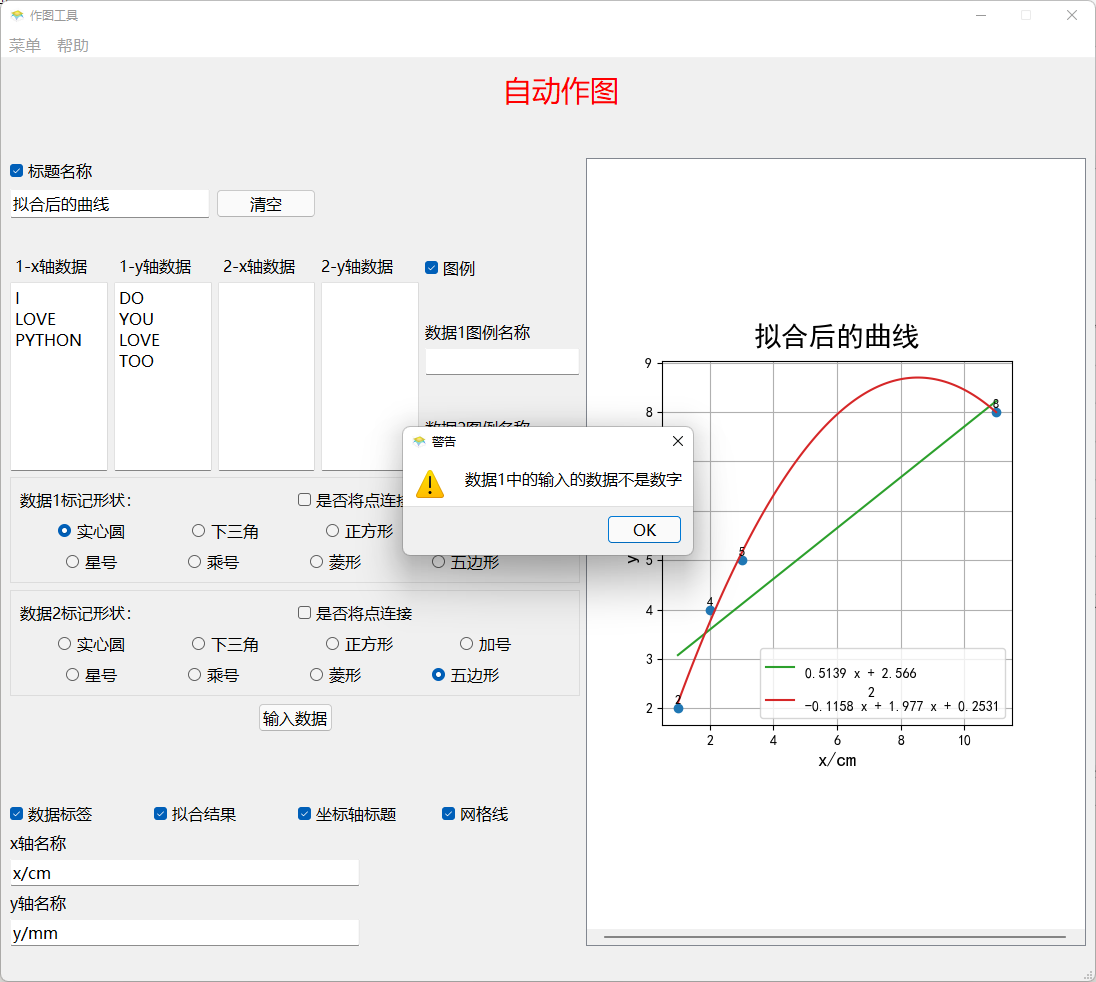 作图工具
菜单 帮助
自动作图
标题名称
拟合后的曲线 清空
1-x轴数据 1-y轴数据 2-x轴数据 2-y轴数据 图例
I
LOVE
PYTHON
DO
YOU
LOVE
TOO
数据1图例名称
警告
数据1中的输入的数据不是数字
OK
数据1标记形状: 是否将点连接
实心圆 下三角 正方形
星号 乘号 菱形 五边形
数据2标记形状: 是否将点连接
实心圆 下三角 正方形 加号
星号 乘号 菱形 五边形
输入数据
数据标签 拟合结果 坐标轴标题 网格线
x轴名称
x/cm
y轴名称
y/mm
拟合后的曲线
9
8
5
4
3
2
8
5
4
2
0.5139 x + 2.566
2
-0.1158 x + 1.977 x + 0.2531
2 4 6 8 10
x/cm